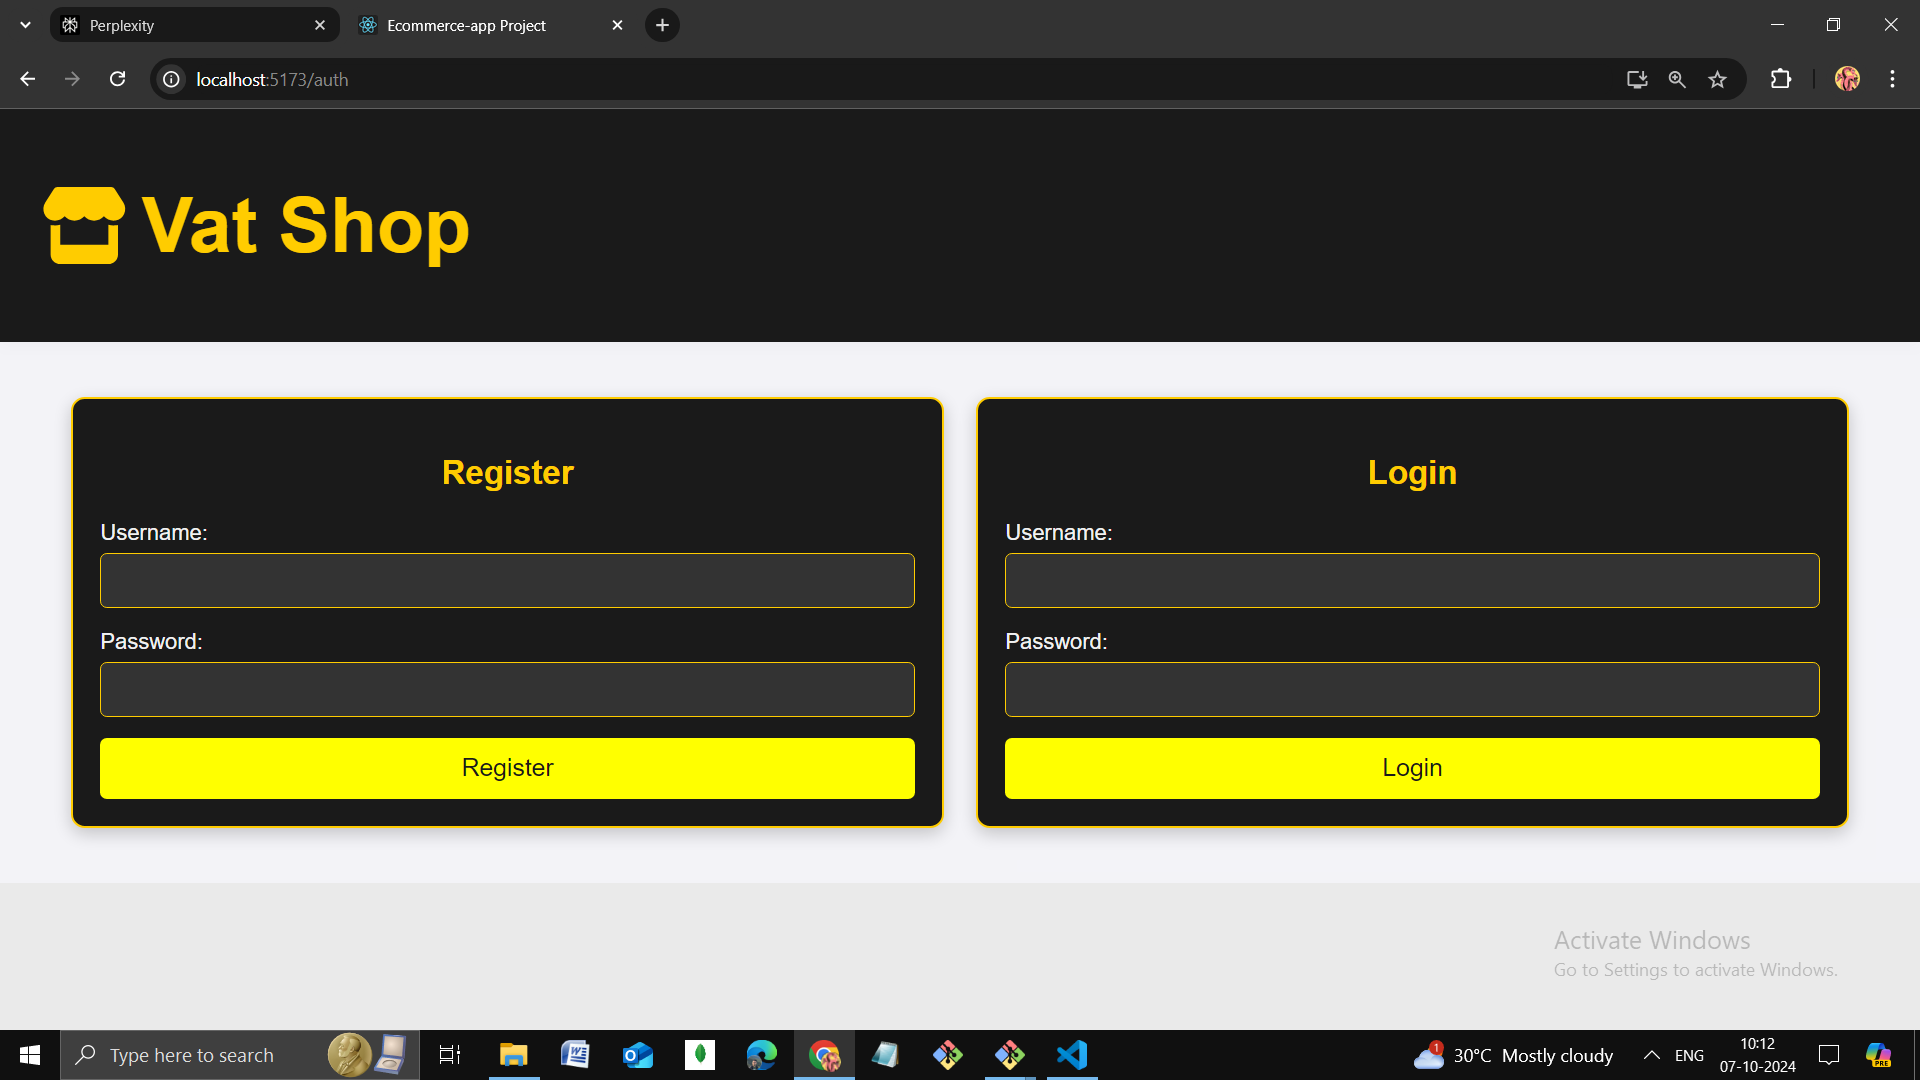 Perplexity
Ecommerce-app Project
localhost:5173/auth
Vat Shop
Register
Username:
Password:
Register
Login
Username:
Password:
Login
Activate Windows
Go to Settings to activate Windows.
Type here to search
1
30°C Mostly cloudy
ENG
10:12
07-10-2024
PRE